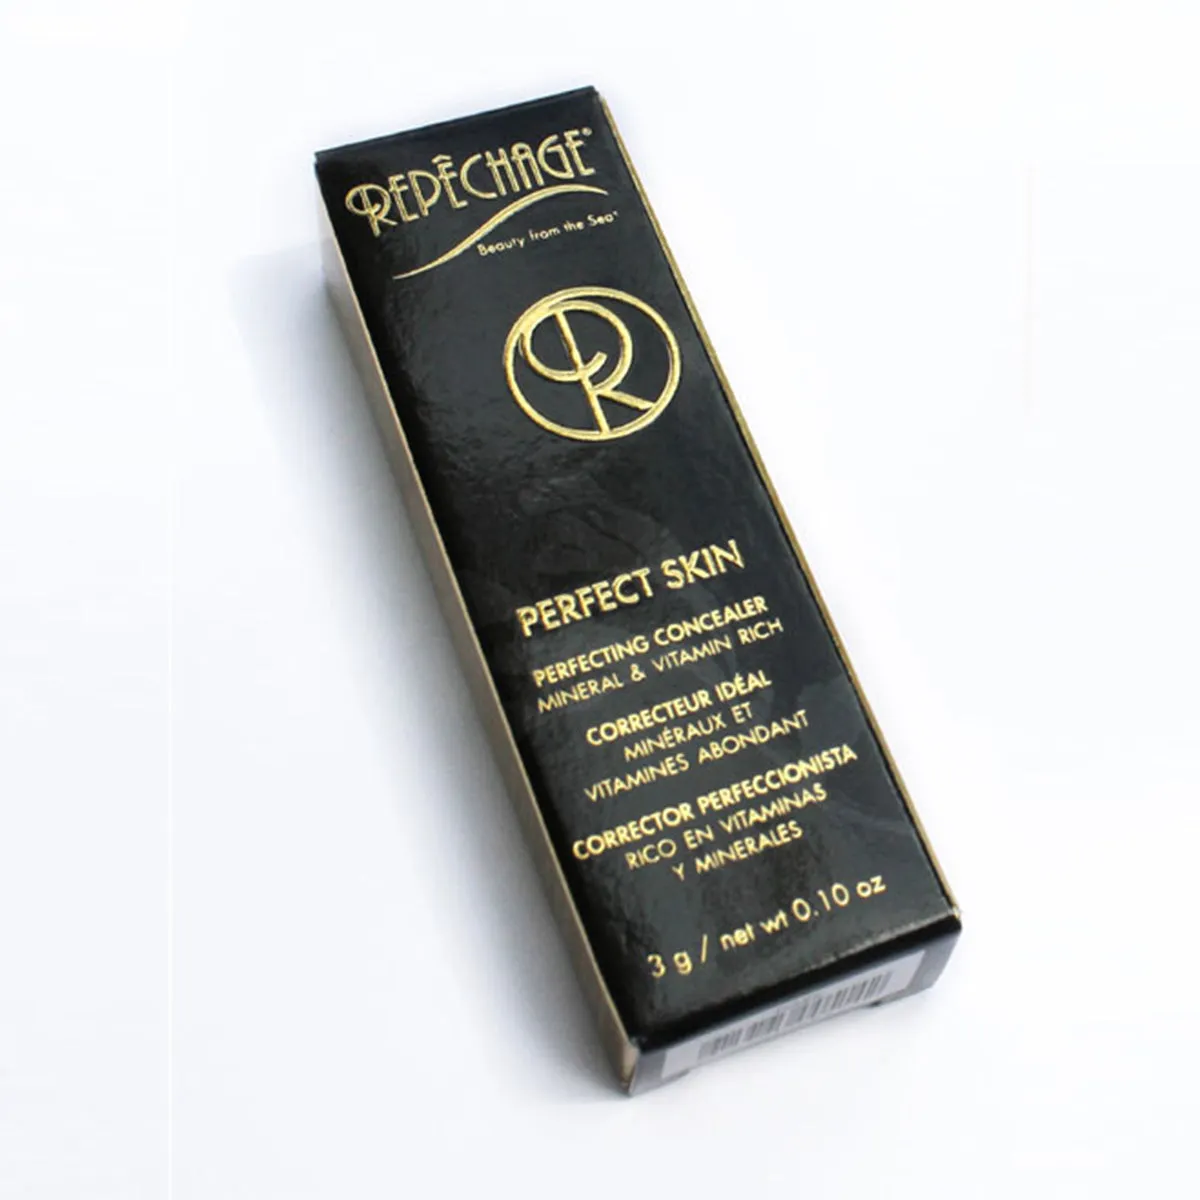 REPÊCHAGE®
Beauty from the Sea®
R
PERFECT SKIN
PERFECTING CONCEALER
MINERAL & VITAMIN RICH
CORRECTEUR IDÉAL
MINÉRAUX ET
VITAMINES ABONDANT
CORRECTOR PERFECCIONISTA
RICO EN VITAMINAS
Y MINERALES
3 g / net wt 0.10 oz